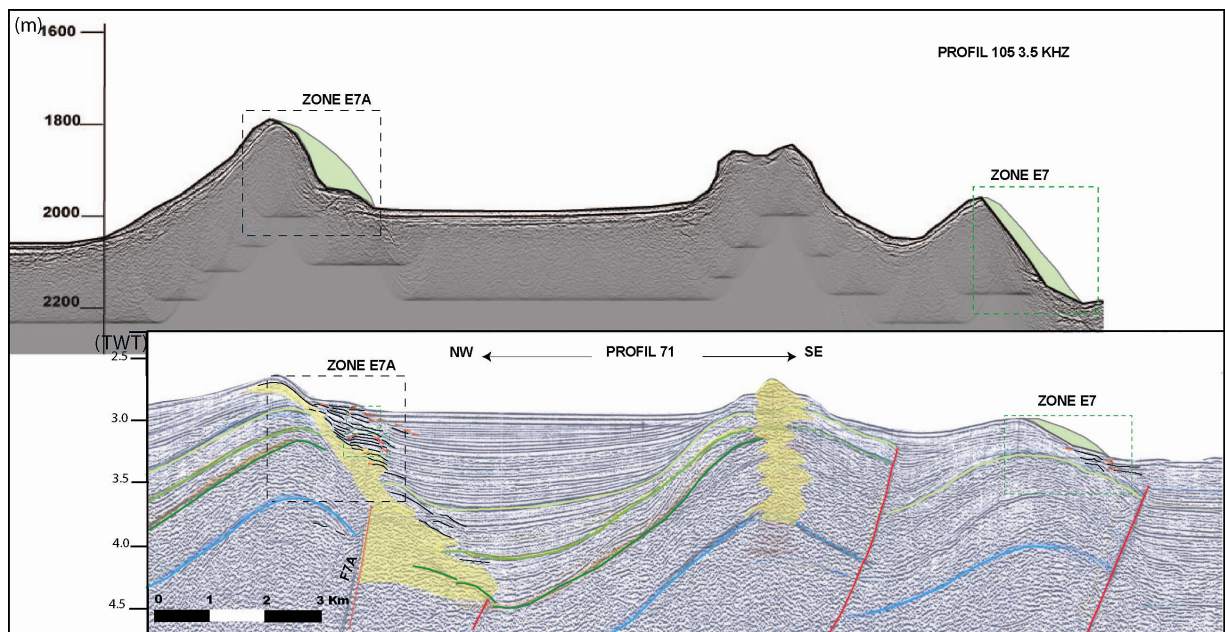 (m)
1600
PROFIL 105 3.5 KHZ
ZONE E7A
1800
ZONE E7
2000
2200
(TWT)
NW PROFIL 71 SE
2.5
ZONE E7A
ZONE E7
3.0
3.5
4.0
F7A
0 1 2 3 Km
4.5